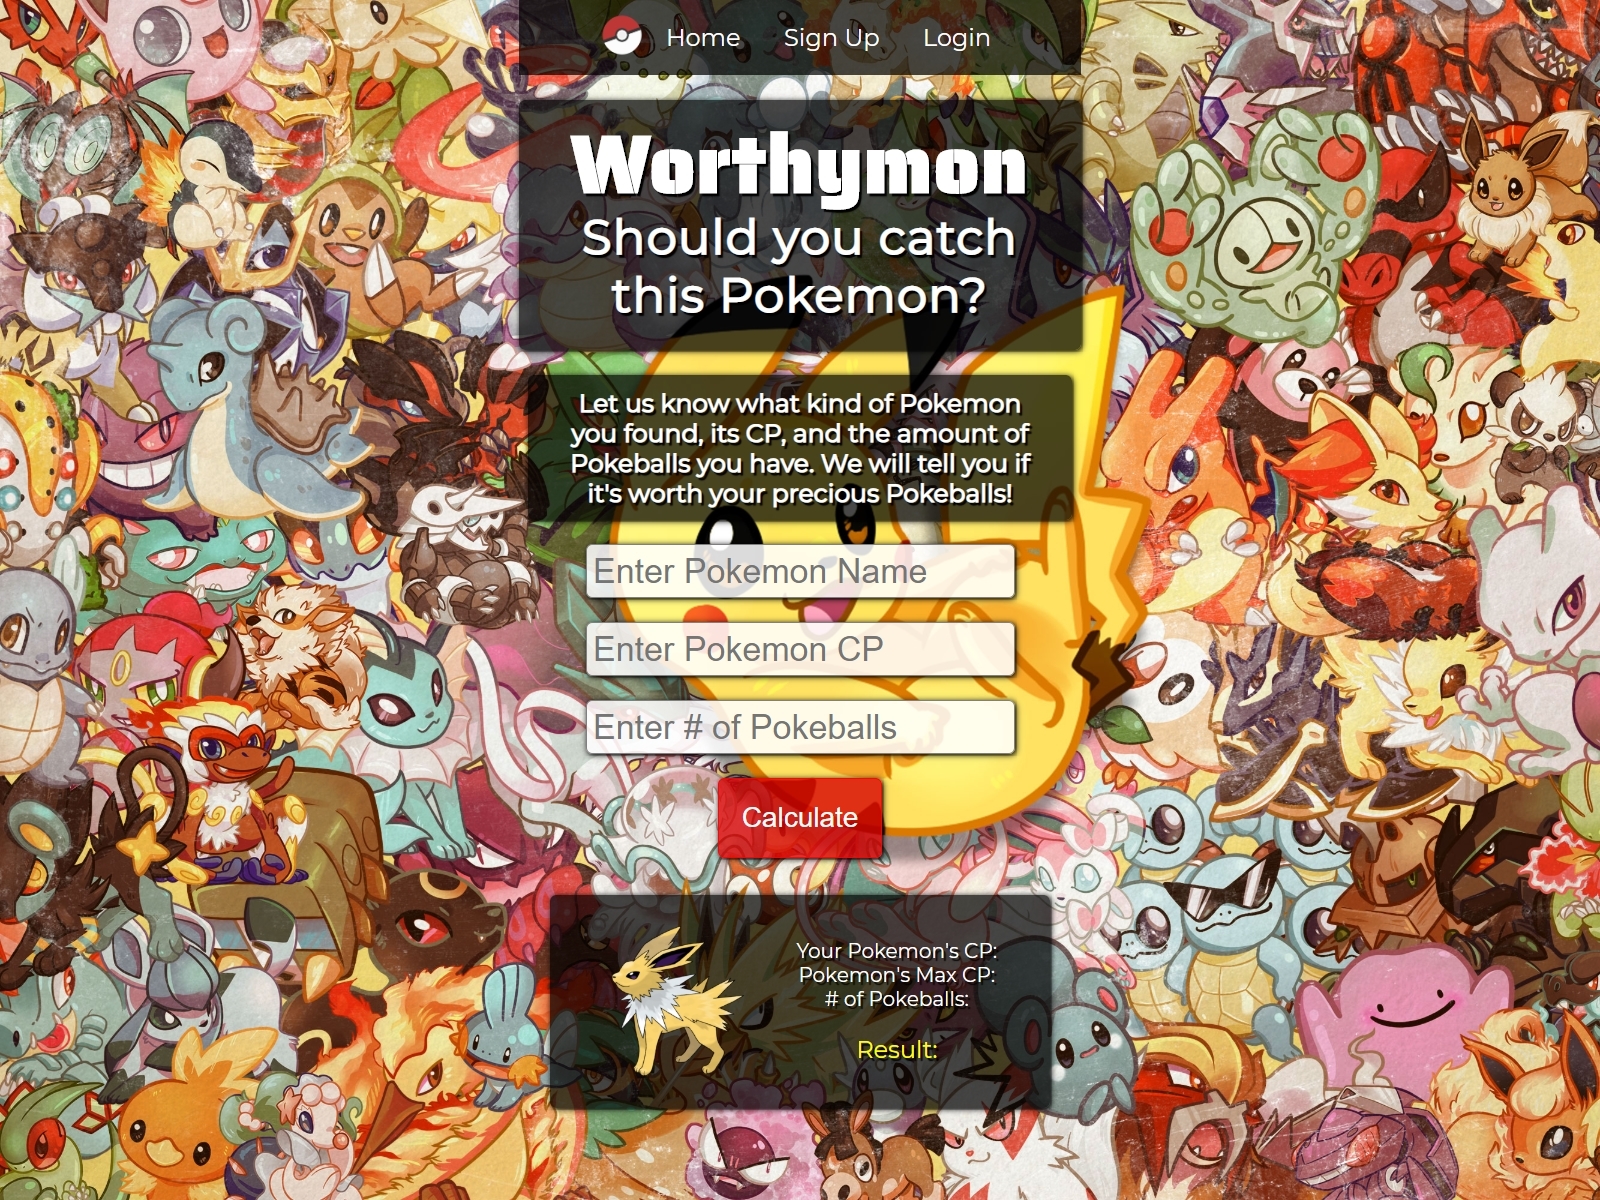 Home Sign Up Login
Worthymon
Should you catch
this Pokemon?
Let us know what kind of Pokemon
you found, its CP, and the amount of
Pokeballs you have. We will tell you if
it's worth your precious Pokeballs!
Enter Pokemon Name
Enter Pokemon CP
Enter # of Pokeballs
Calculate
Your Pokemon's CP:
Pokemon's Max CP:
# of Pokeballs:
Result: